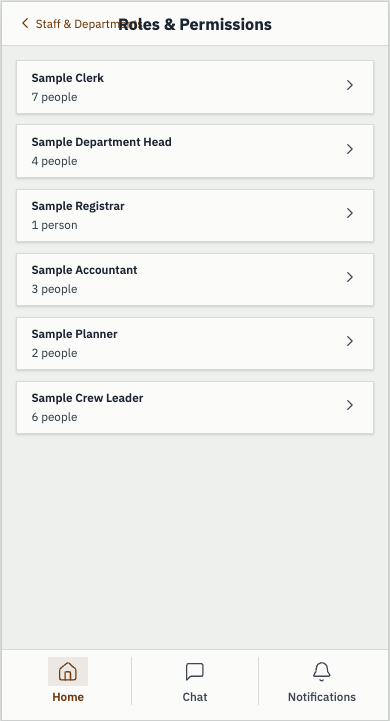 Staff & Departments
Roles & Permissions
Sample Clerk
7 people
Sample Department Head
4 people
Sample Registrar
1 person
Sample Accountant
3 people
Sample Planner
2 people
Sample Crew Leader
6 people
Home
Chat
Notifications